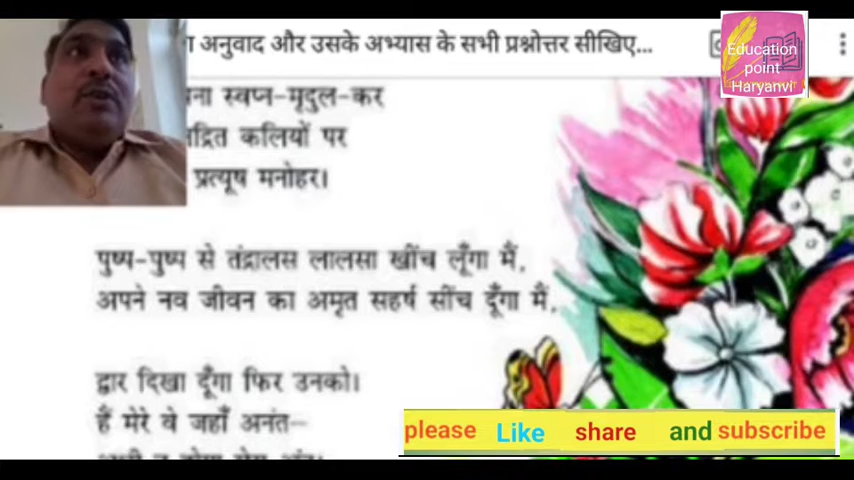 अनुवाद और उसके अभ्यास के सभी प्रश्नोत्तर सीखिए...
Education
point
Haryanvi
स्वप्न-मृदुल-कर
कलियों पर
प्रत्यूष मनोहर।
पुष्प-पुष्प से तंद्रालस लालसा खींच लूँगा मैं,
अपने नव जीवन का अमृत सहर्ष सींच दूँगा मैं,
द्वार दिखा दूँगा फिर उनको।
हैं मेरे वे जहाँ अनंत—
please Like share and subscribe